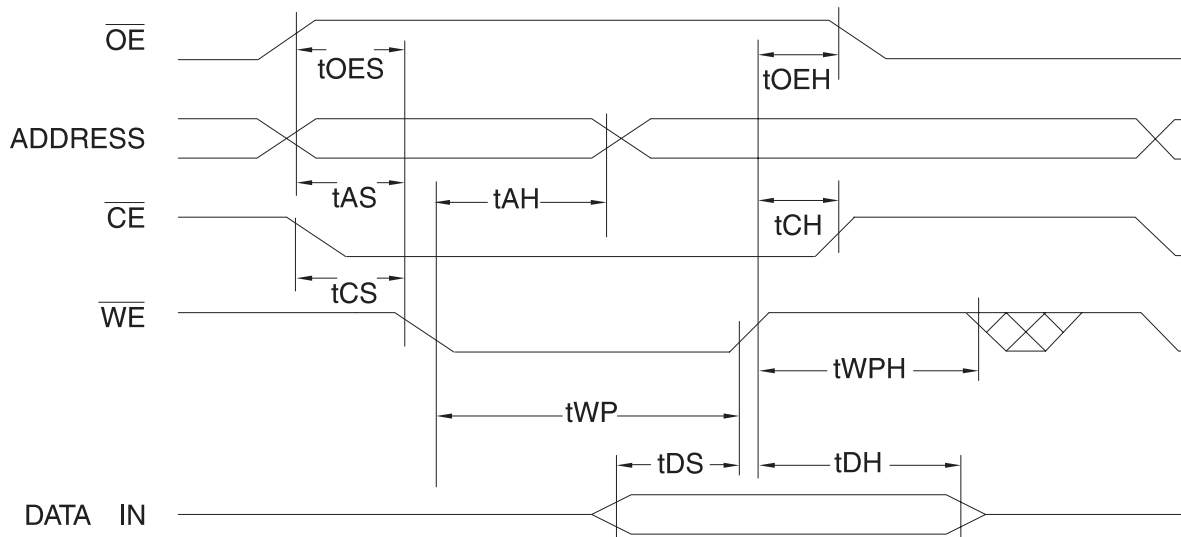 OE
tOES
tOEH
ADDRESS
tAS
tAH
CE
tCH
tCS
WE
tWPH
tWP
tDS
tDH
DATA IN